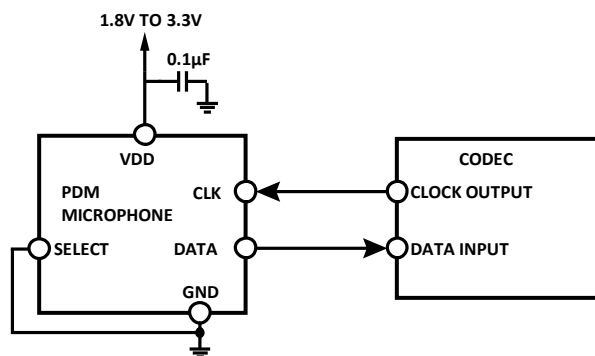 1.8V TO 3.3V
0.1µF
VDD
CODEC
PDM
MICROPHONE
CLK
CLOCK OUTPUT
SELECT
DATA
DATA INPUT
GND